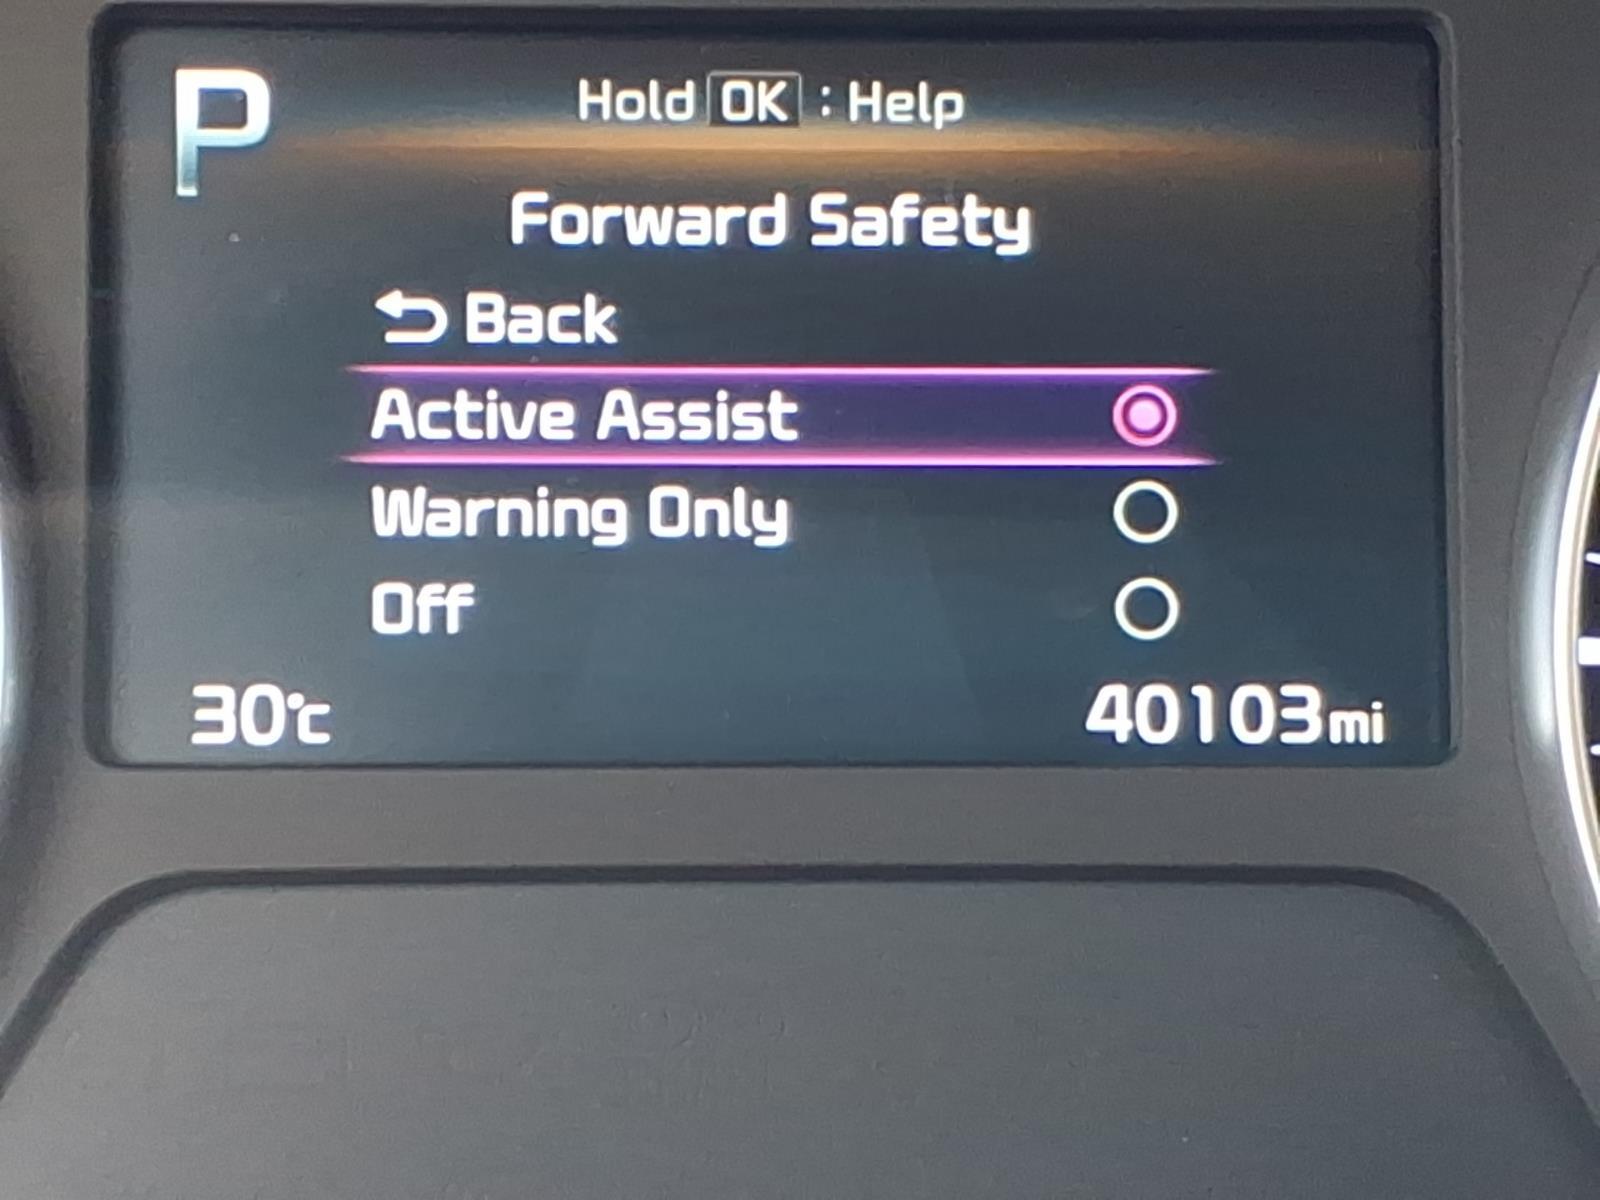 P
Hold OK : Help
Forward Safety
Back
Active Assist
Warning Only
Off
30℃
40103mi